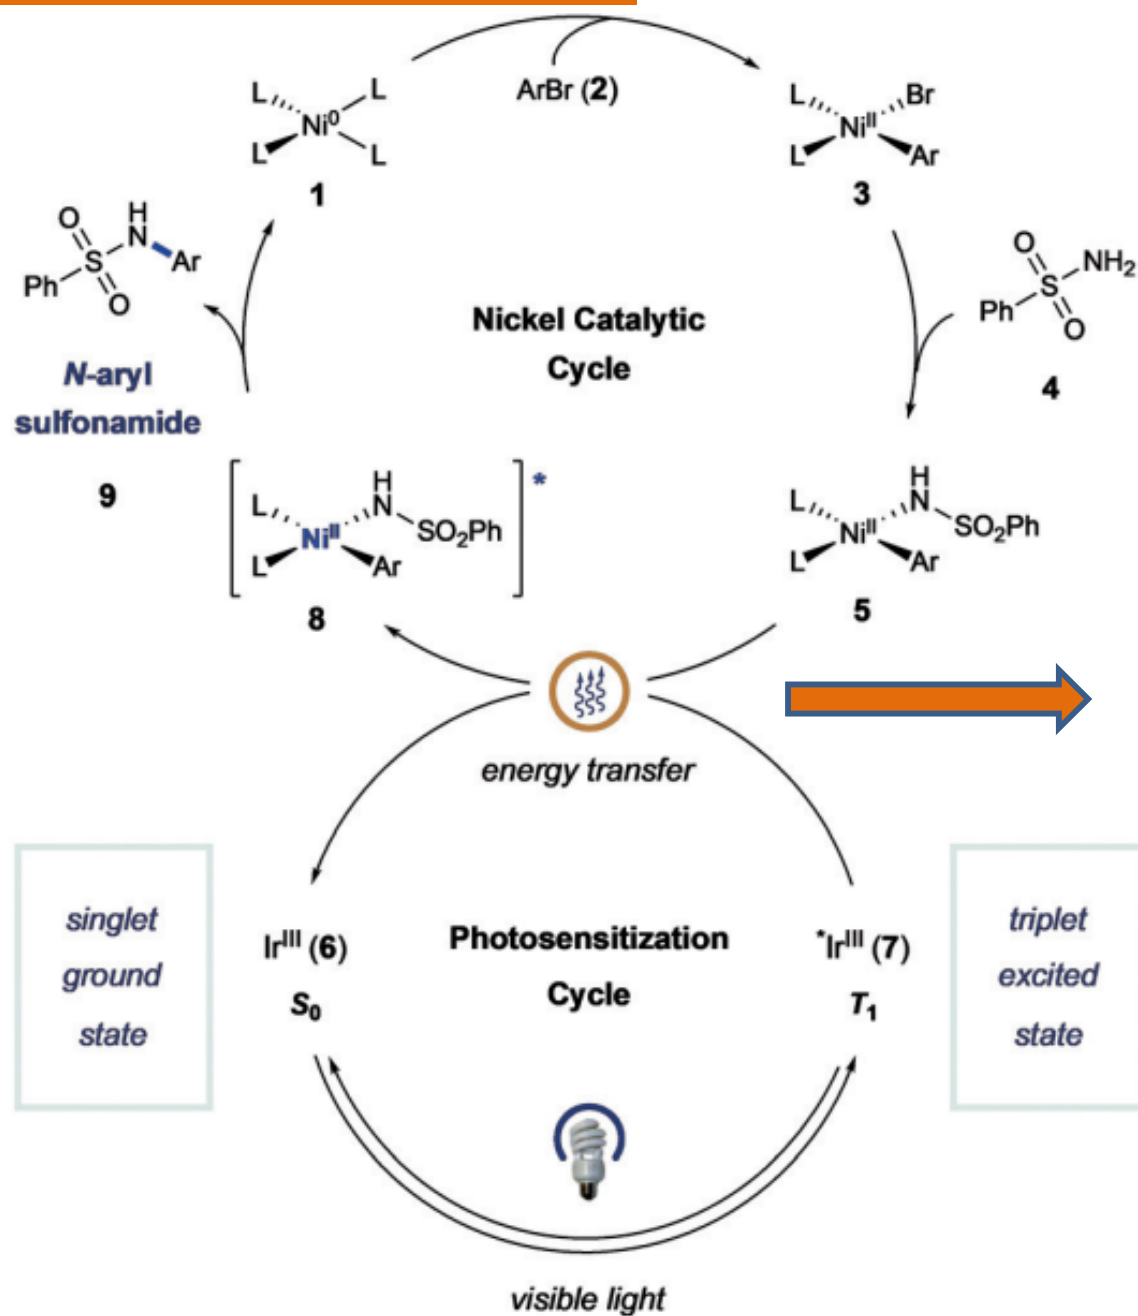 ArBr (2)
L
L
Ni⁰
L
L
1
L
Br
Niᴵᴵ
L
Ar
3
O
H
N
S
Ar
Ph
O
N-aryl
sulfonamide
9
Nickel Catalytic
Cycle
O
NH₂
S
Ph
O
4
L
H
N
SO₂Ph
Niᴵᴵ
L
Ar
*
8
L
H
N
SO₂Ph
Niᴵᴵ
L
Ar
5
energy transfer
singlet
ground
state
Irᴵᴵᴵ (6)
S₀
Photosensitization
Cycle
*Irᴵᴵᴵ (7)
T₁
triplet
excited
state
visible light